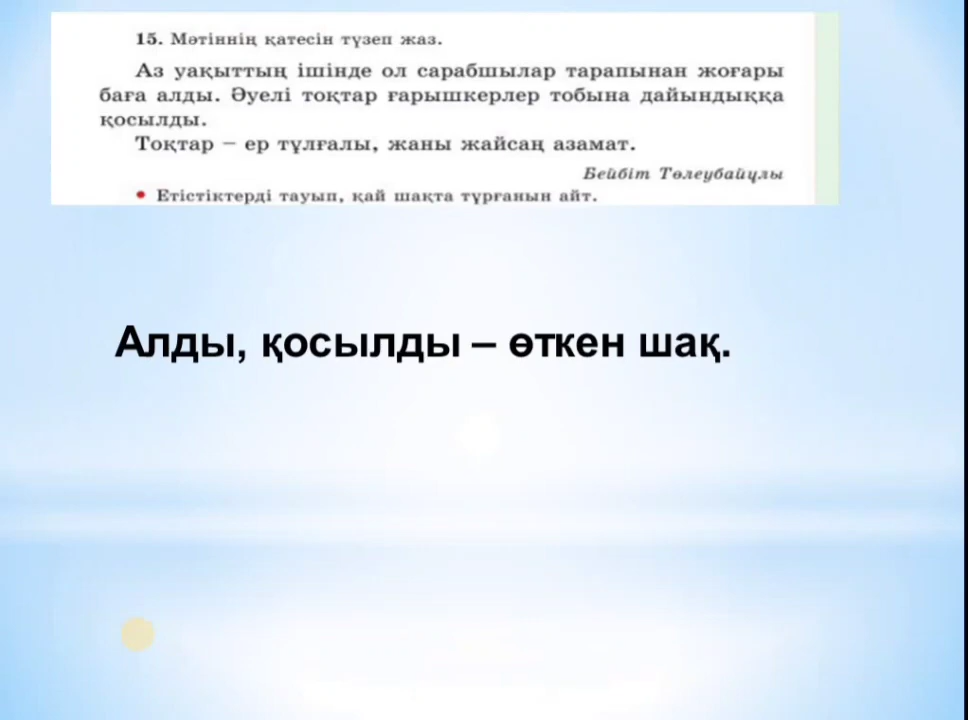 15. Мәтіннің қатесін түзеп жаз.
Аз уақыттың ішінде ол сарабшылар тарапынан жоғары
баға алды. Әуелі тоқтар ғарышкерлер тобына дайындыққа
қосылды.
Тоқтар – ер тұлғалы, жаны жайсаң азамат.
Бейбіт Төлеубайұлы
• Етістіктерді тауып, қай шақта тұрғанын айт.
Алды, қосылды – өткен шақ.